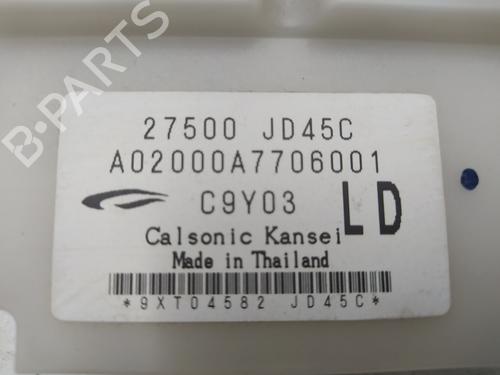 B-PARTS
27500 JD45C
A02000A7706001
C9Y03 LD
Calsonic Kansei
Made in Thailand
*9XT04582 JD45C*